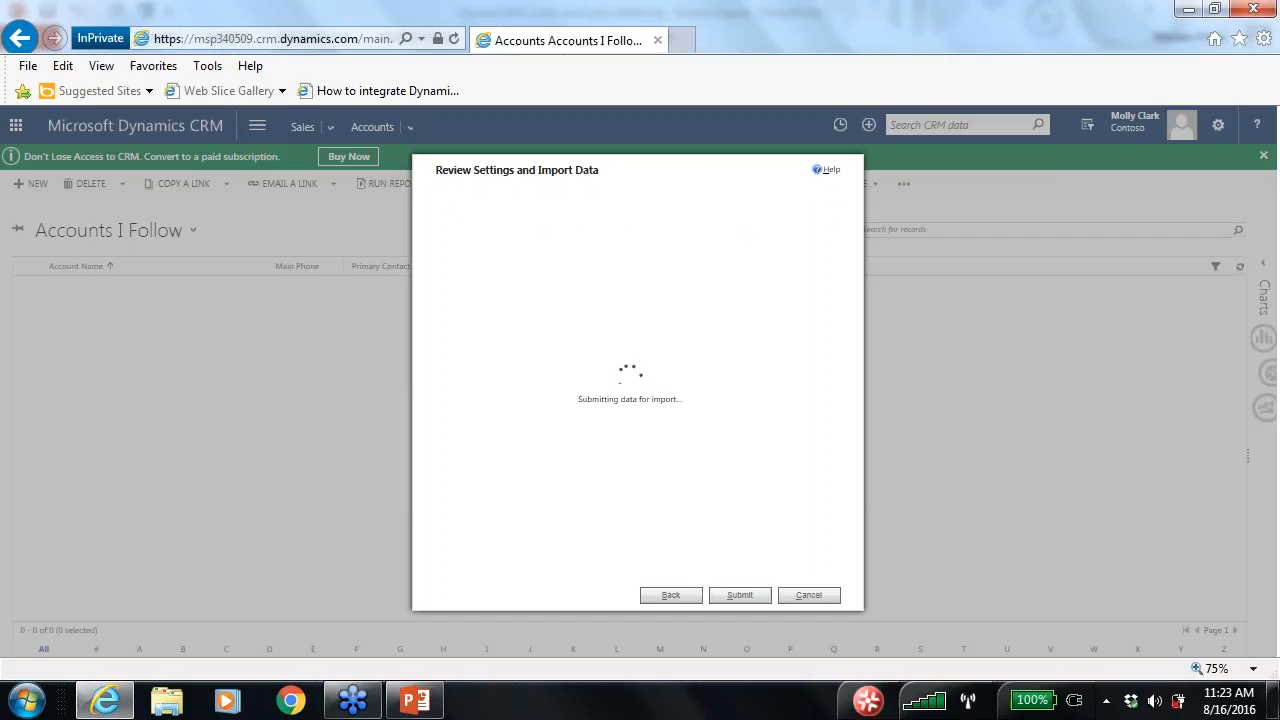 InPrivate
https://msp340509.crm.dynamics.com/main.
Accounts Accounts I Follo...
File Edit View Favorites Tools Help
Suggested Sites Web Slice Gallery How to integrate Dynami...
Microsoft Dynamics CRM
Sales
Accounts
Search CRM data
Molly Clark
Contoso
?
Don't Lose Access to CRM. Convert to a paid subscription.
Buy Now
NEW DELETE COPY A LINK EMAIL A LINK RUN REPO
Review Settings and Import Data
Help
Accounts I Follow
Search for records
Account Name
Main Phone
Primary Contact
Charts
Submitting data for import...
Back Submit Cancel
0 - 0 of 0 (0 selected)
Page 1
All # A B C D E F G H I J K L M N O P Q R S T U V W X Y Z
75%
100%
11:23 AM
8/16/2016